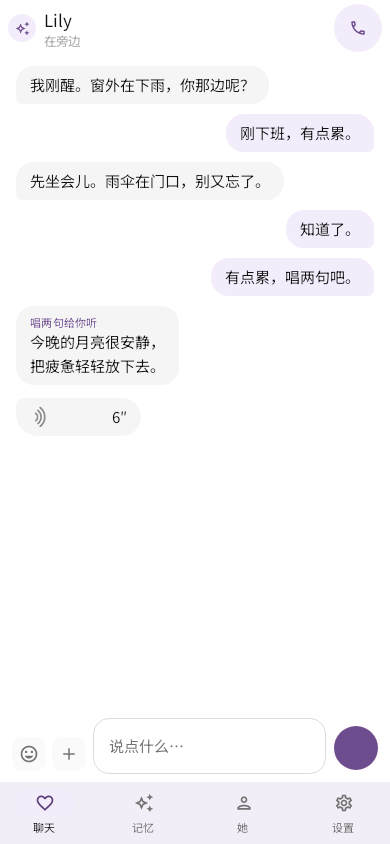 Lily
在旁边
我刚醒。窗外在下雨，你那边呢？
刚下班，有点累。
先坐会儿。雨伞在门口，别又忘了。
知道了。
有点累，唱两句吧。
唱两句给你听
今晚的月亮很安静，
把疲惫轻轻放下去。
6″
说点什么…
聊天
记忆
她
设置